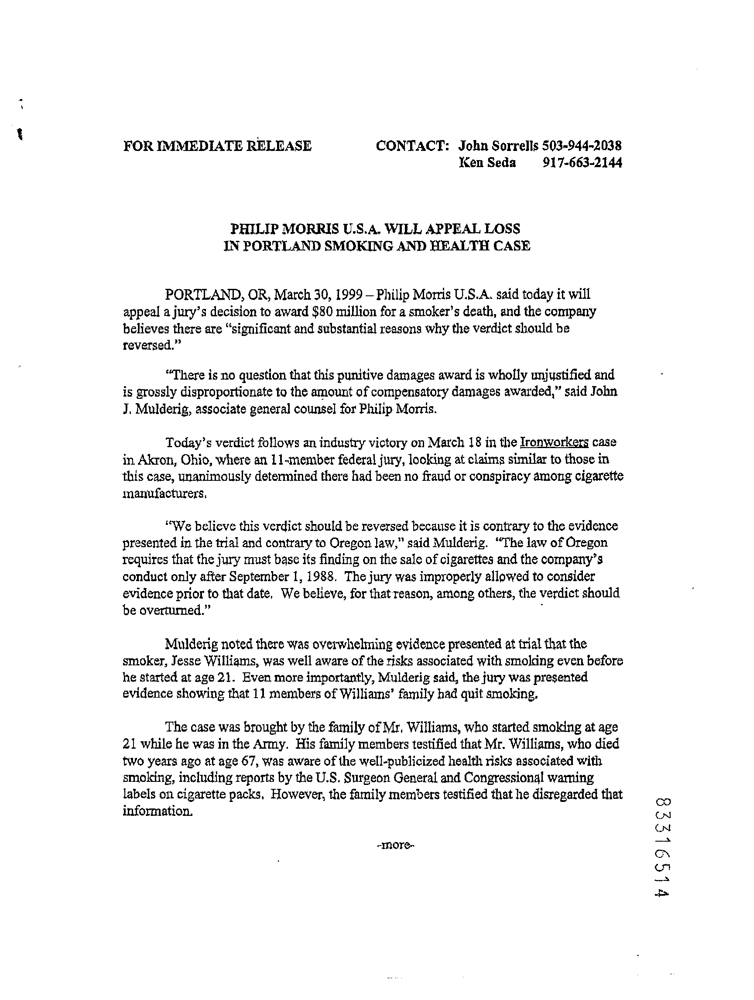 FOR IMMEDIATE RELEASE CONTACT: John Sorrells 503-944-2038
Ken Seda 917-663-2144
PHILIP MORRIS U.S.A. WILL APPEAL LOSS
IN PORTLAND SMOKING AND HEALTH CASE
PORTLAND, OR, March 30, 1999 – Philip Morris U.S.A. said today it will
appeal a jury's decision to award $80 million for a smoker's death, and the company
believes there are "significant and substantial reasons why the verdict should be
reversed."
"There is no question that this punitive damages award is wholly unjustified and
is grossly disproportionate to the amount of compensatory damages awarded," said John
J. Mulderig, associate general counsel for Philip Morris.
Today's verdict follows an industry victory on March 18 in the Ironworkers case
in Akron, Ohio, where an 11-member federal jury, looking at claims similar to those in
this case, unanimously determined there had been no fraud or conspiracy among cigarette
manufacturers.
"We believe this verdict should be reversed because it is contrary to the evidence
presented in the trial and contrary to Oregon law," said Mulderig. "The law of Oregon
requires that the jury must base its finding on the sale of cigarettes and the company's
conduct only after September 1, 1988. The jury was improperly allowed to consider
evidence prior to that date. We believe, for that reason, among others, the verdict should
be overturned."
Mulderig noted there was overwhelming evidence presented at trial that the
smoker, Jesse Williams, was well aware of the risks associated with smoking even before
he started at age 21. Even more importantly, Mulderig said, the jury was presented
evidence showing that 11 members of Williams' family had quit smoking.
The case was brought by the family of Mr. Williams, who started smoking at age
21 while he was in the Army. His family members testified that Mr. Williams, who died
two years ago at age 67, was aware of the well-publicized health risks associated with
smoking, including reports by the U.S. Surgeon General and Congressional warning
labels on cigarette packs. However, the family members testified that he disregarded that
information.
-more-
83316514